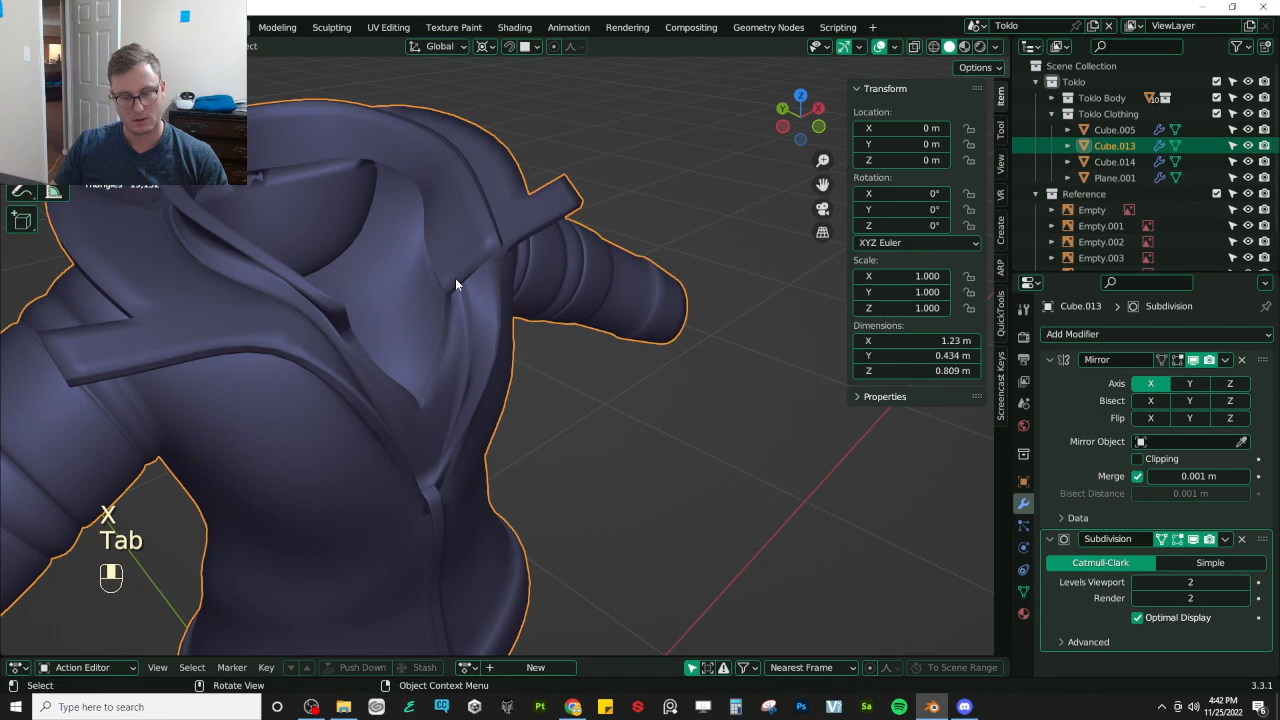 Modeling Sculpting UV Editing Texture Paint Shading Animation Rendering Compositing Geometry Nodes Scripting + Toklo ViewLayer
Global
Options
Transform
Location:
X 0 m
Y 0 m
Z 0 m
Rotation:
X 0°
Y 0°
Z 0°
XYZ Euler
Scale:
X 1.000
Y 1.000
Z 1.000
Dimensions:
X 1.23 m
Y 0.434 m
Z 0.809 m
Properties
Item
Tool
View
VR
Create
ARP
QuickTools
Screencast Keys
Z
X
Y
X
Tab
Scene Collection
Toklo
Toklo Body 10
Toklo Clothing
Cube.005
Cube.013
Cube.014
Plane.001
Reference
Empty
Empty.001
Empty.002
Empty.003
Cube.013 > Subdivision
Add Modifier
Mirror
Axis X Y Z
Bisect X Y Z
Flip X Y Z
Mirror Object
Clipping
Merge 0.001 m
Bisect Distance 0.001 m
Data
Subdivision
Catmull-Clark Simple
Levels Viewport 2
Render 2
Optimal Display
Advanced
Action Editor View Select Marker Key Push Down Stash New Nearest Frame To Scene Range
Select Rotate View Object Context Menu 3.3.1
Type here to search
4:42 PM
11/25/2022